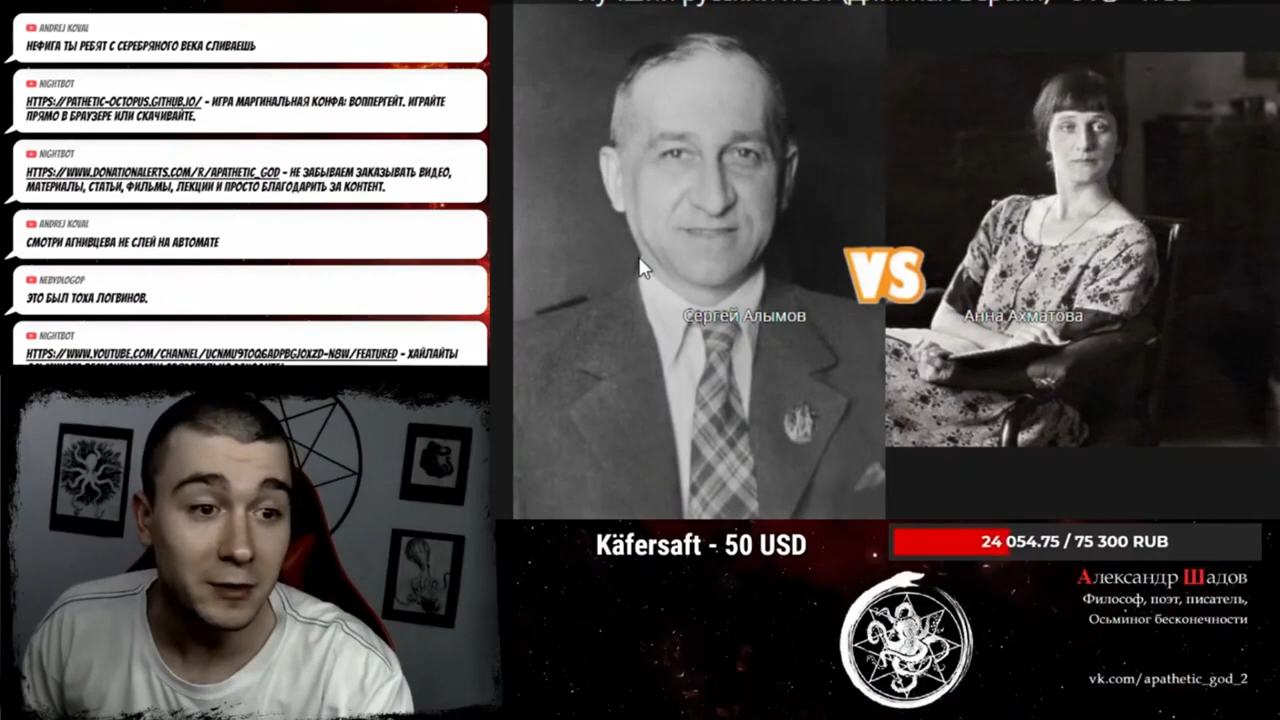 ANDREJ KOVAL
НЕФИГА ТЫ РЕБЯТ С СЕРЕБРЯНОГО ВЕКА СЛИВАЕШЬ
NIGHTBOT
HTTPS://PATHETIC-OCTOPUS.GITHUB.IO/ - ИГРА МАРГИНАЛЬНАЯ КОНФА: ВОППЕРГЕЙТ. ИГРАЙТЕ
ПРЯМО В БРАУЗЕРЕ ИЛИ СКАЧИВАЙТЕ.
NIGHTBOT
HTTPS://WWW.DONATIONALERTS.COM/R/APATHETIC_GOD - НЕ ЗАБЫВАЕМ ЗАКАЗЫВАТЬ ВИДЕО,
МАТЕРИАЛЫ, СТАТЬИ, ФИЛЬМЫ, ЛЕКЦИИ И ПРОСТО БЛАГОДАРИТЬ ЗА КОНТЕНТ.
ANDREJ KOVAL
СМОТРИ АГНИВЦЕВА НЕ СЛЕЙ НА АВТОМАТЕ
NEBYDLOGOP
ЭТО БЫЛ ТОХА ЛОГВИНОВ.
NIGHTBOT
HTTPS://WWW.YOUTUBE.COM/CHANNEL/UCNMU9TOQ6ADPBGJOXZD-N8W/FEATURED - ХАЙЛАЙТЫ
Лучший русский поэт
VS
Сергей Алымов
Анна Ахматова
Käfersaft - 50 USD
24 054.75 / 75 300 RUB
Александр Шадов
Философ, поэт, писатель,
Осьминог бесконечности
vk.com/apathetic_god_2